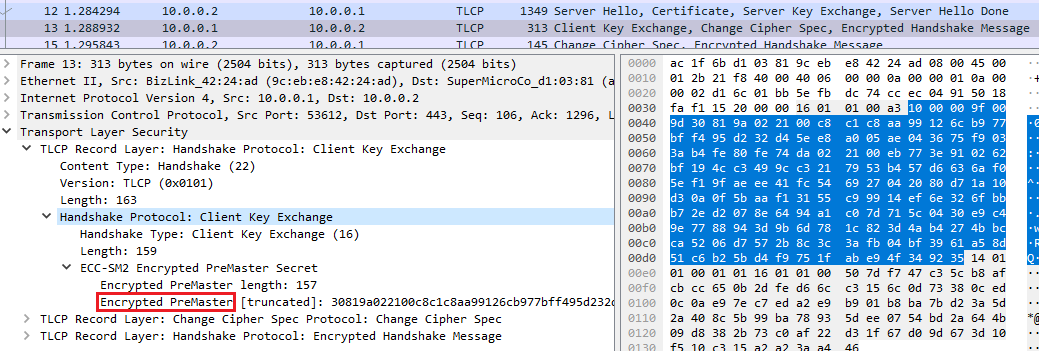 12 1.284294 10.0.0.2 10.0.0.1 TLCP 1349 Server Hello, Certificate, Server Key Exchange, Server Hello Done
13 1.288932 10.0.0.1 10.0.0.2 TLCP 313 Client Key Exchange, Change Cipher Spec, Encrypted Handshake Message
15 1.295843 10.0.0.2 10.0.0.1 TLCP 145 Change Cipher Spec, Encrypted Handshake Message
Frame 13: 313 bytes on wire (2504 bits), 313 bytes captured (2504 bits)
Ethernet II, Src: BizLink_42:24:ad (9c:eb:e8:42:24:ad), Dst: SuperMicroCo_d1:03:81 (a
Internet Protocol Version 4, Src: 10.0.0.1, Dst: 10.0.0.2
Transmission Control Protocol, Src Port: 53612, Dst Port: 443, Seq: 106, Ack: 1296, L
Transport Layer Security
TLCP Record Layer: Handshake Protocol: Client Key Exchange
Content Type: Handshake (22)
Version: TLCP (0x0101)
Length: 163
Handshake Protocol: Client Key Exchange
Handshake Type: Client Key Exchange (16)
Length: 159
ECC-SM2 Encrypted PreMaster Secret
Encrypted PreMaster length: 157
Encrypted PreMaster [truncated]: 30819a022100c8c1c8aa99126cb977bff495d232d
TLCP Record Layer: Change Cipher Spec Protocol: Change Cipher Spec
TLCP Record Layer: Handshake Protocol: Encrypted Handshake Message
0000 ac 1f 6b d1 03 81 9c eb e8 42 24 ad 08 00 45 00
0010 01 2b 21 f8 40 00 40 06 00 00 0a 00 00 01 0a 00
0020 00 02 d1 6c 01 bb 5e fb dc 74 cc ec 04 91 50 18
0030 fa f1 15 20 00 00 16 01 01 00 a3 10 00 00 9f 00
0040 9d 30 81 9a 02 21 00 c8 c1 c8 aa 99 12 6c b9 77
0050 bf f4 95 d2 32 d4 5e e8 a0 05 ae 04 36 75 f9 03
0060 3a b4 fe 80 fe 74 da 02 21 00 eb 77 3e 91 02 62
0070 bf 19 4c c3 49 9c c3 21 79 53 b4 57 d6 63 6a f0
0080 5e f1 9f ae ee 41 fc 54 69 27 04 20 80 d7 1a 10
0090 d3 0a 0f 5b aa f1 31 55 c9 99 14 ef 6e 32 6f bb
00a0 b7 2e d2 07 8e 64 94 a1 c0 7d 71 5c 04 30 e9 c4
00b0 9e 77 88 94 3d 9b 6d 78 1c 82 3d 4a b4 27 4b bc
00c0 ca 52 06 d7 57 2b 8c 3c 3a fb 04 bf 39 61 a5 8d
00d0 51 c6 b2 5b d4 f9 75 1f ab e9 4f 34 92 35 14 01
00e0 01 00 01 01 16 01 01 00 50 7d f7 47 c3 5c b8 af
00f0 cb cc 65 0b 2d fe d6 6c c3 15 6c 0d 73 38 0c ed
0100 0c 0a e9 7e c7 ed a2 e9 b9 01 b8 ba 7b d2 3a 5d
0110 2a 40 8c 5b 99 ba 78 93 5d ee 07 54 bd 2a 64 4b
0120 09 d8 38 2b 73 c0 af 22 d3 1f 67 d0 9d 67 3d 10
0130 f5 10 c3 15 a2 a2 3a a4 46